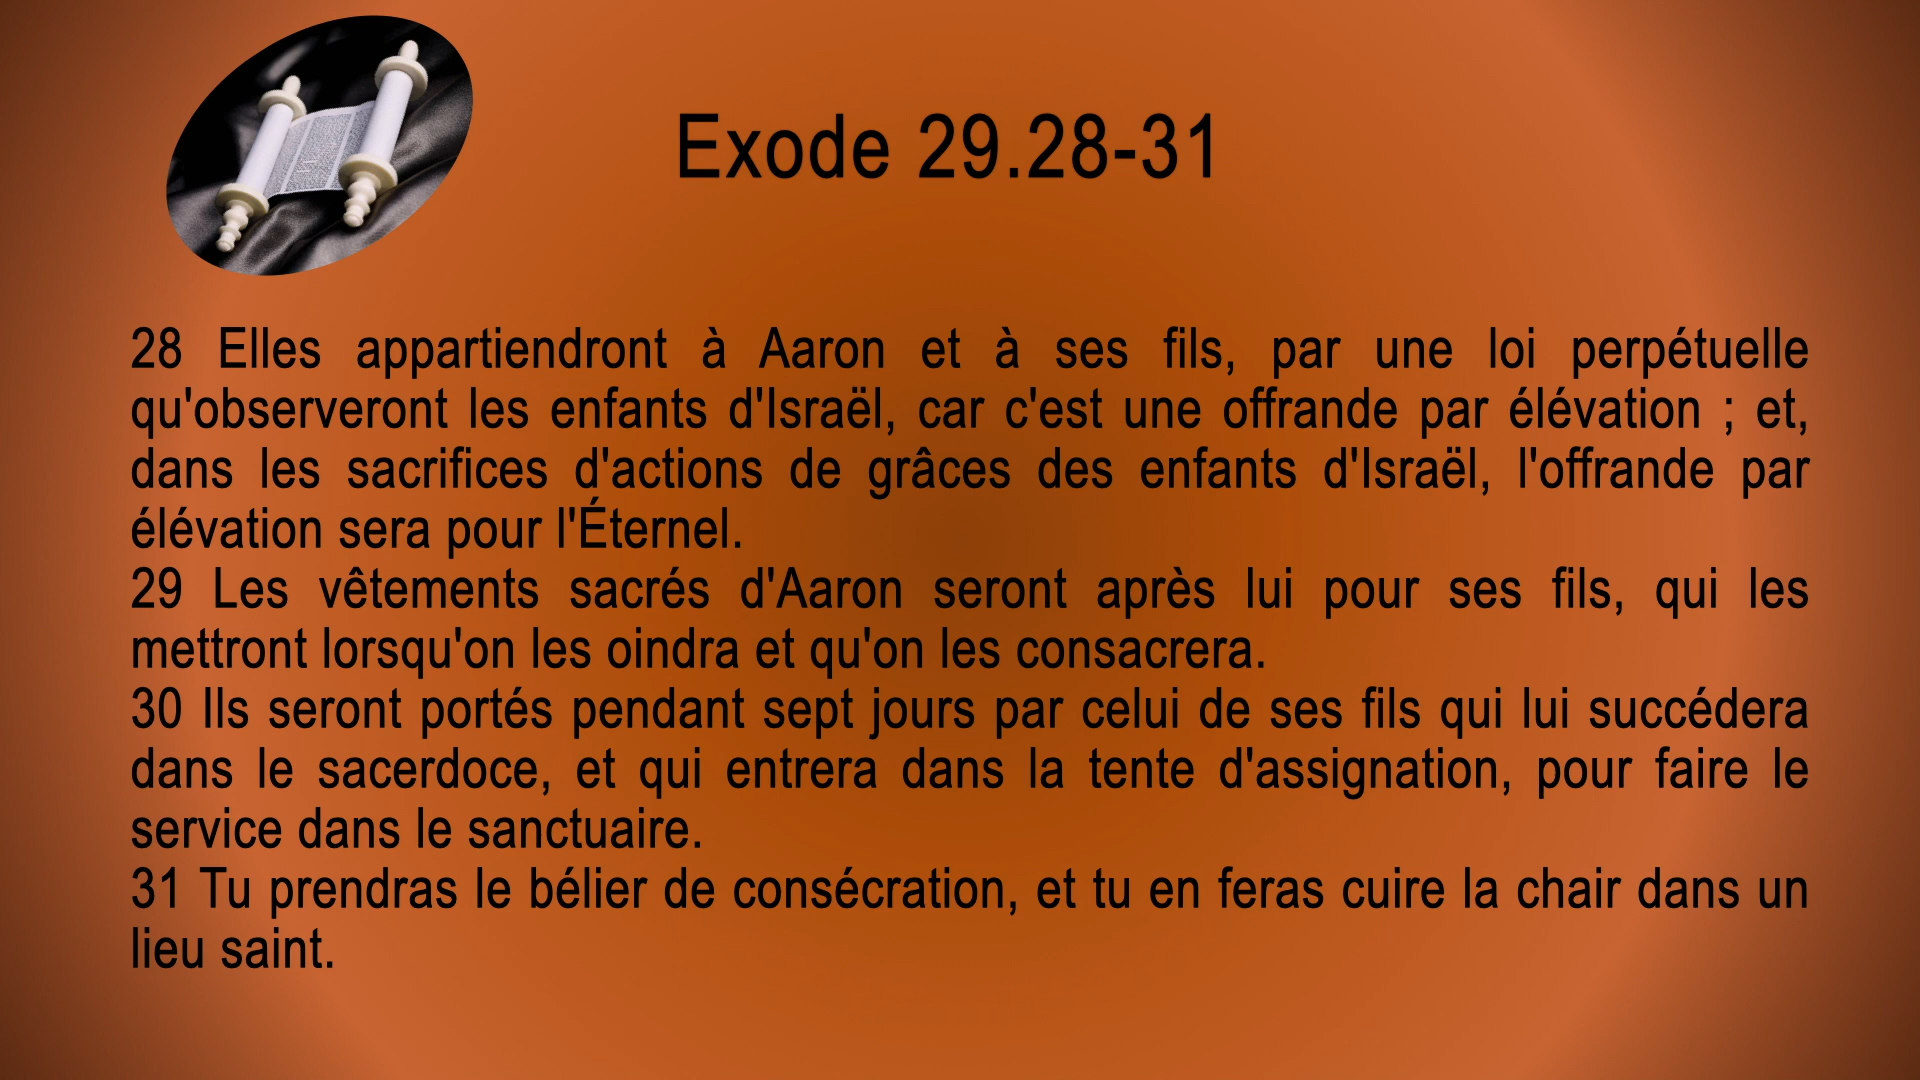 Exode 29.28-31
28 Elles appartiendront à Aaron et à ses fils, par une loi perpétuelle
qu'observeront les enfants d'Israël, car c'est une offrande par élévation ; et,
dans les sacrifices d'actions de grâces des enfants d'Israël, l'offrande par
élévation sera pour l'Éternel.
29 Les vêtements sacrés d'Aaron seront après lui pour ses fils, qui les
mettront lorsqu'on les oindra et qu'on les consacrera.
30 Ils seront portés pendant sept jours par celui de ses fils qui lui succédera
dans le sacerdoce, et qui entrera dans la tente d'assignation, pour faire le
service dans le sanctuaire.
31 Tu prendras le bélier de consécration, et tu en feras cuire la chair dans un
lieu saint.